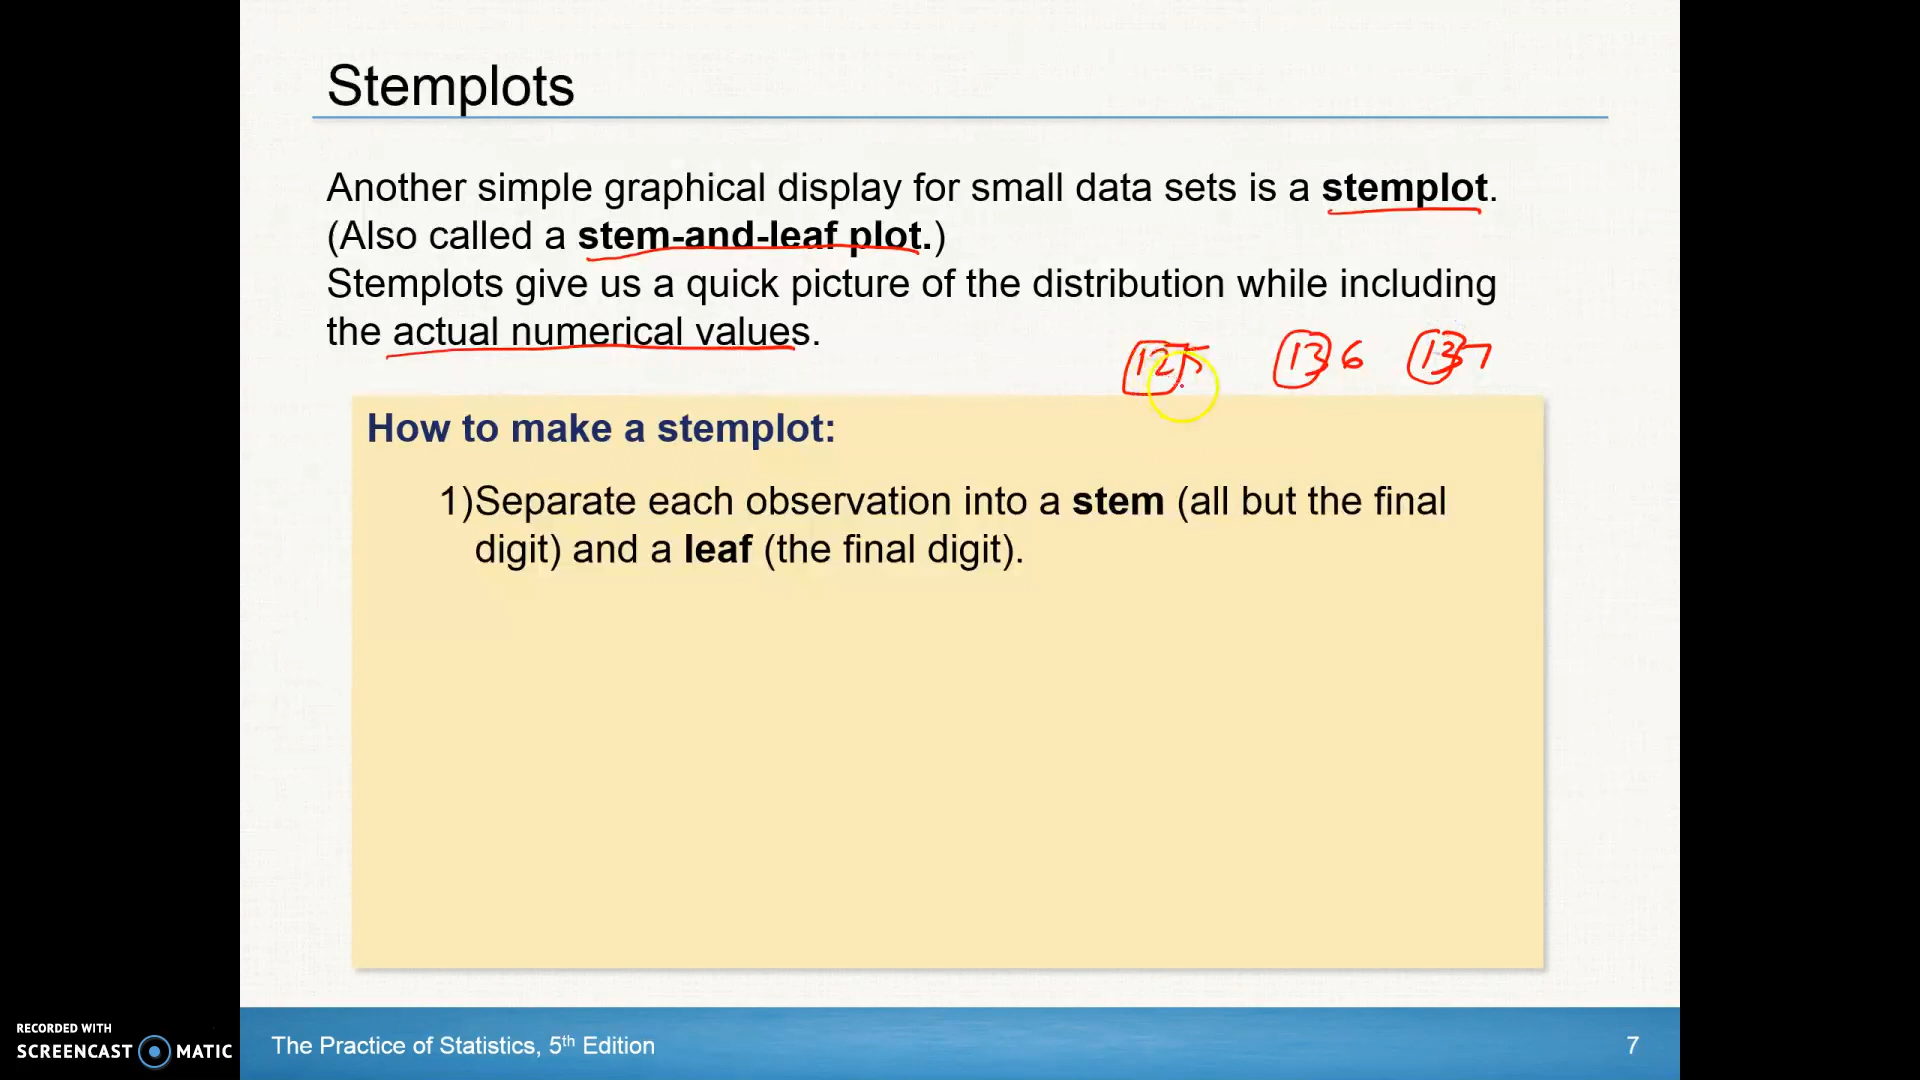 Stemplots
Another simple graphical display for small data sets is a stemplot.
(Also called a stem-and-leaf plot.)
Stemplots give us a quick picture of the distribution while including
the actual numerical values.
125 136 137
How to make a stemplot:
1)Separate each observation into a stem (all but the final
digit) and a leaf (the final digit).
RECORDED WITH
SCREENCAST MATIC
The Practice of Statistics, 5th Edition
7